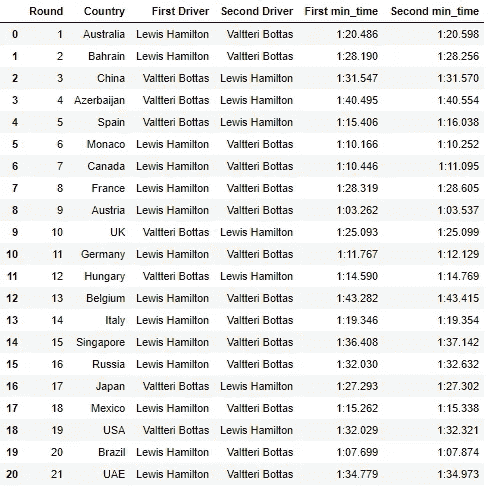 Round Country First Driver Second Driver First min_time Second min_time
0 1 Australia Lewis Hamilton Valtteri Bottas 1:20.486 1:20.598
1 2 Bahrain Lewis Hamilton Valtteri Bottas 1:28.190 1:28.256
2 3 China Valtteri Bottas Lewis Hamilton 1:31.547 1:31.570
3 4 Azerbaijan Valtteri Bottas Lewis Hamilton 1:40.495 1:40.554
4 5 Spain Valtteri Bottas Lewis Hamilton 1:15.406 1:16.038
5 6 Monaco Lewis Hamilton Valtteri Bottas 1:10.166 1:10.252
6 7 Canada Lewis Hamilton Valtteri Bottas 1:10.446 1:11.095
7 8 France Lewis Hamilton Valtteri Bottas 1:28.319 1:28.605
8 9 Austria Lewis Hamilton Valtteri Bottas 1:03.262 1:03.537
9 10 UK Valtteri Bottas Lewis Hamilton 1:25.093 1:25.099
10 11 Germany Lewis Hamilton Valtteri Bottas 1:11.767 1:12.129
11 12 Hungary Valtteri Bottas Lewis Hamilton 1:14.590 1:14.769
12 13 Belgium Lewis Hamilton Valtteri Bottas 1:43.282 1:43.415
13 14 Italy Lewis Hamilton Valtteri Bottas 1:19.346 1:19.354
14 15 Singapore Lewis Hamilton Valtteri Bottas 1:36.408 1:37.142
15 16 Russia Lewis Hamilton Valtteri Bottas 1:32.030 1:32.632
16 17 Japan Valtteri Bottas Lewis Hamilton 1:27.293 1:27.302
17 18 Mexico Lewis Hamilton Valtteri Bottas 1:15.262 1:15.338
18 19 USA Valtteri Bottas Lewis Hamilton 1:32.029 1:32.321
19 20 Brazil Lewis Hamilton Valtteri Bottas 1:07.699 1:07.874
20 21 UAE Lewis Hamilton Valtteri Bottas 1:34.779 1:34.973